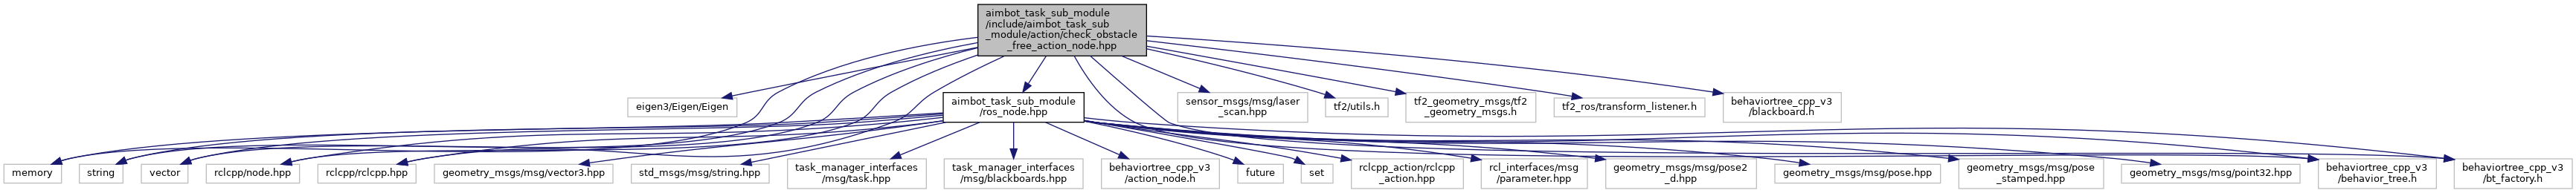 aimbot_task_sub_module
/include/aimbot_task_sub
_module/action/check_obstacle
_free_action_node.hpp
eigen3/Eigen/Eigen
aimbot_task_sub_module
/ros_node.hpp
sensor_msgs/msg/laser
_scan.hpp
tf2/utils.h
tf2_geometry_msgs/tf2
_geometry_msgs.h
tf2_ros/transform_listener.h
behaviortree_cpp_v3
/blackboard.h
memory
string
vector
rclcpp/node.hpp
rclcpp/rclcpp.hpp
geometry_msgs/msg/vector3.hpp
std_msgs/msg/string.hpp
task_manager_interfaces
/msg/task.hpp
task_manager_interfaces
/msg/blackboards.hpp
behaviortree_cpp_v3
/action_node.h
future
set
rclcpp_action/rclcpp
_action.hpp
rcl_interfaces/msg
/parameter.hpp
geometry_msgs/msg/pose2
_d.hpp
geometry_msgs/msg/pose.hpp
geometry_msgs/msg/pose
_stamped.hpp
geometry_msgs/msg/point32.hpp
behaviortree_cpp_v3
/behavior_tree.h
behaviortree_cpp_v3
/bt_factory.h